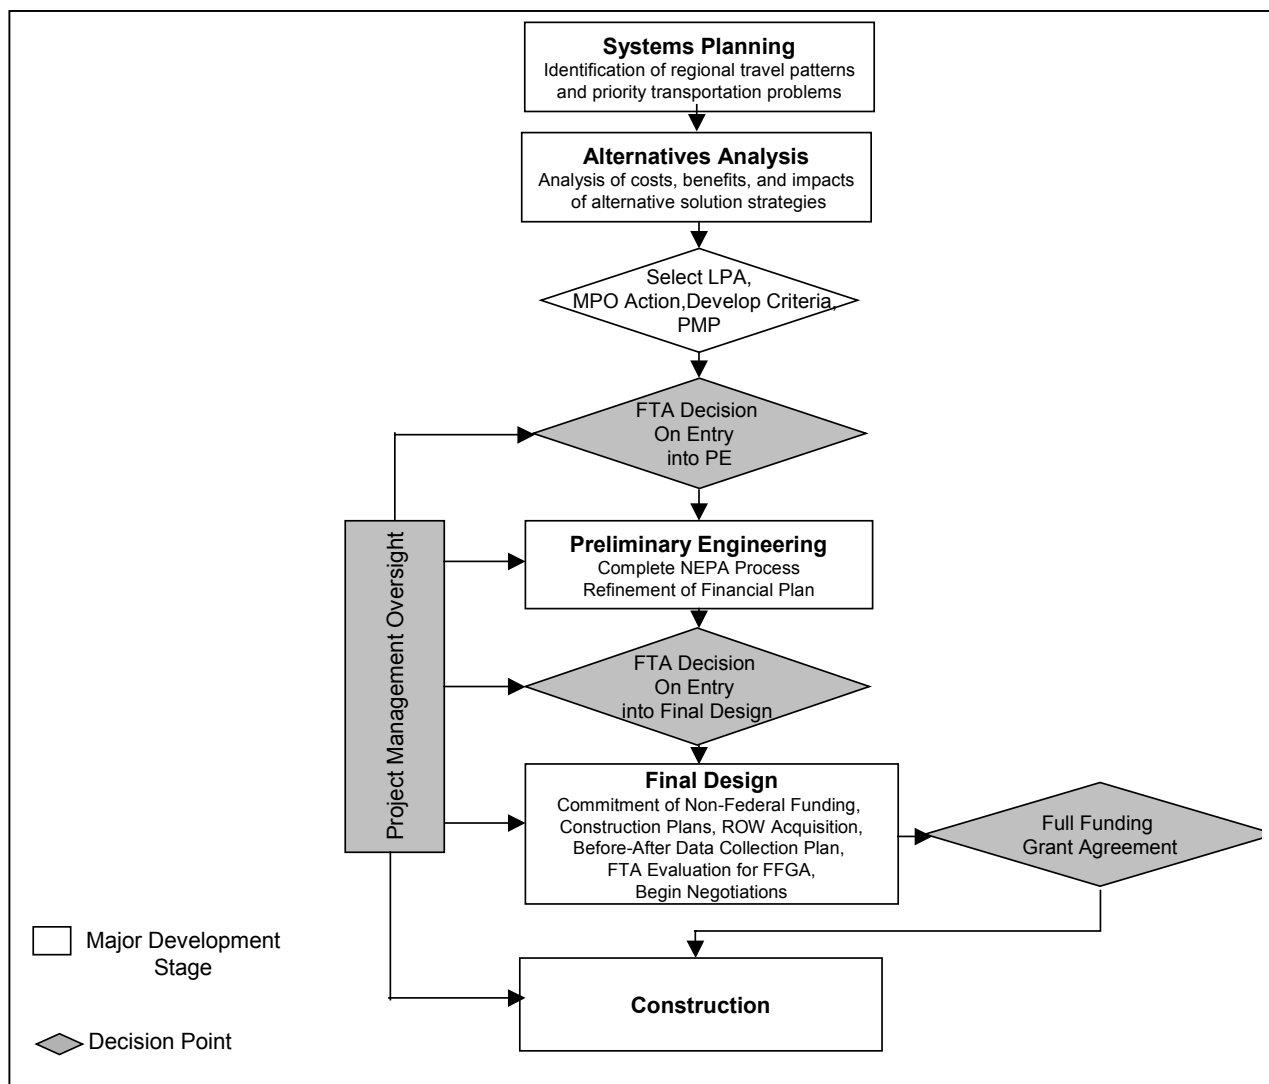 Systems Planning
Identification of regional travel patterns
and priority transportation problems
Alternatives Analysis
Analysis of costs, benefits, and impacts
of alternative solution strategies
Select LPA,
MPO Action,Develop Criteria,
PMP
FTA Decision
On Entry
into PE
Project Management Oversight
Preliminary Engineering
Complete NEPA Process
Refinement of Financial Plan
FTA Decision
On Entry
into Final Design
Final Design
Commitment of Non-Federal Funding,
Construction Plans, ROW Acquisition,
Before-After Data Collection Plan,
FTA Evaluation for FFGA,
Begin Negotiations
Full Funding
Grant Agreement
Construction
Major Development
Stage
Decision Point